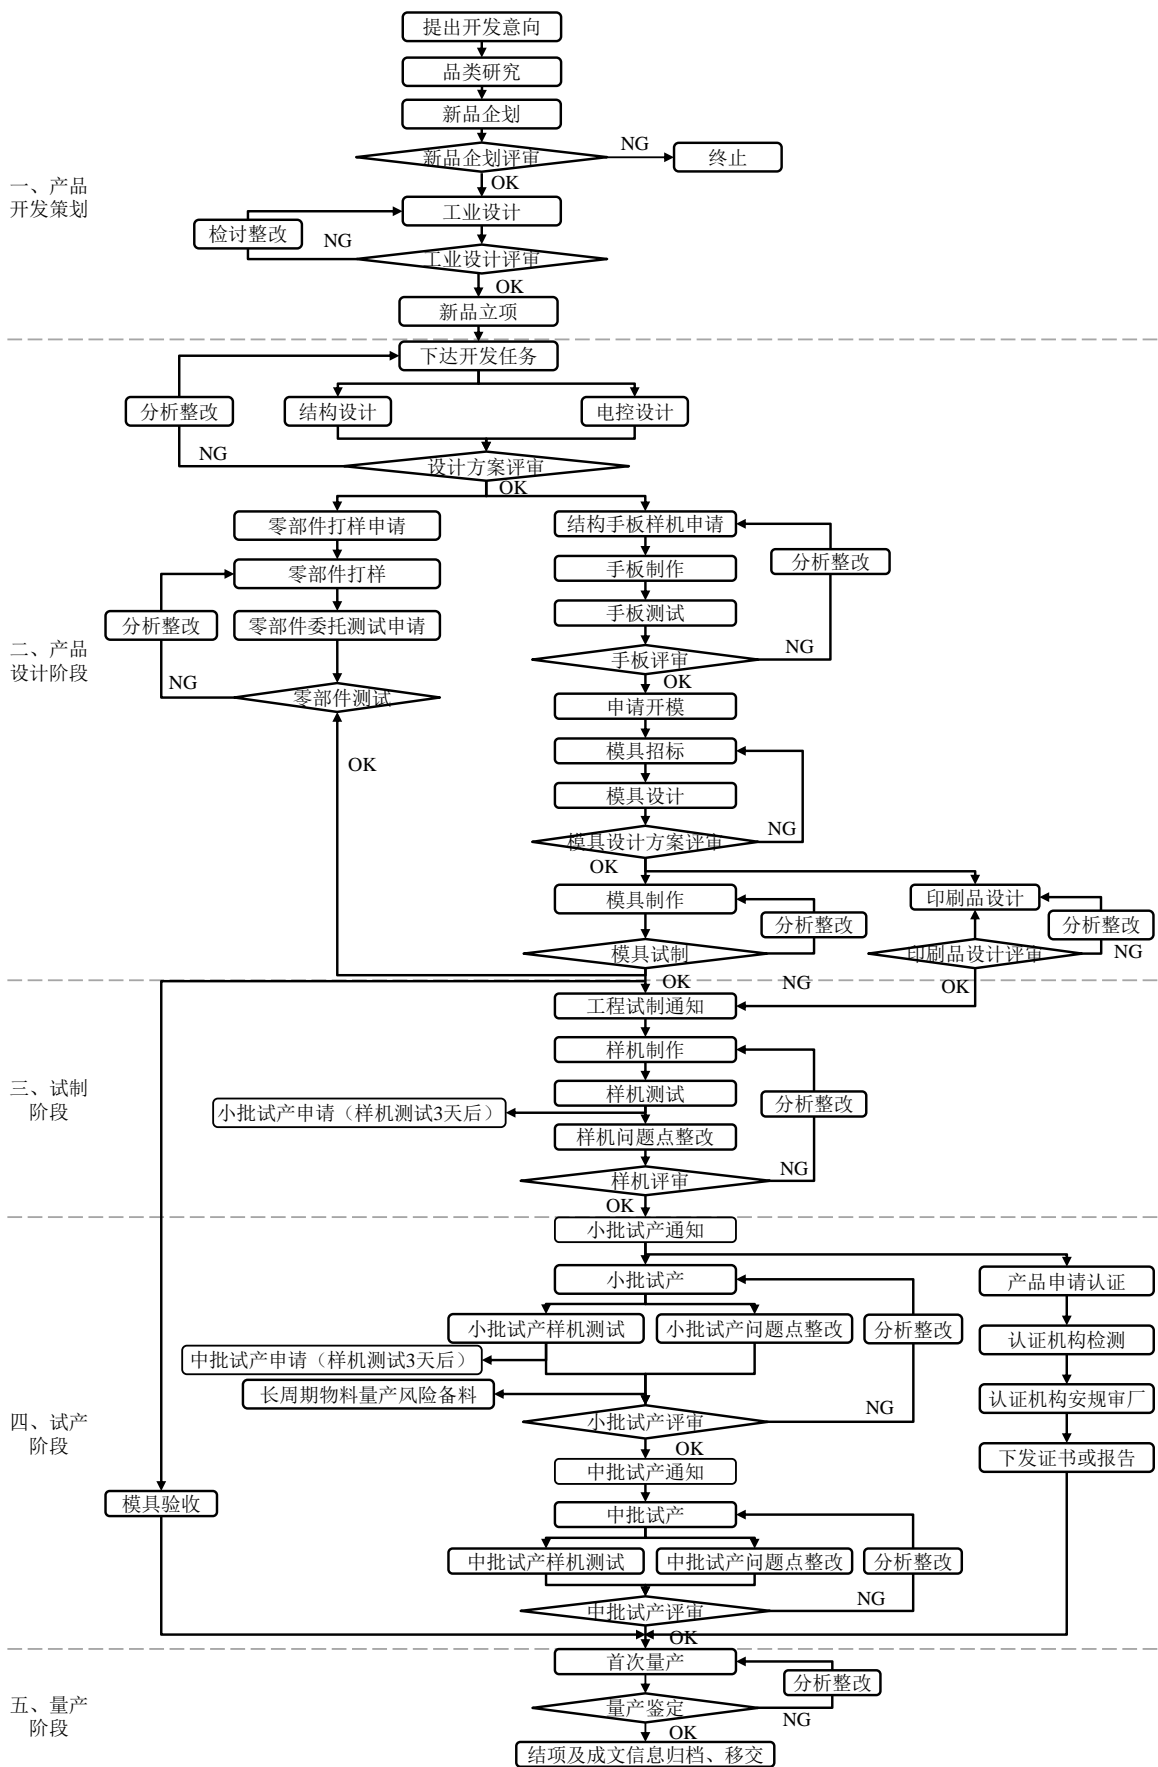 提出开发意向
品类研究
新品企划
新品企划评审
NG
终止
OK
一、产品
开发策划
工业设计
检讨整改
NG
工业设计评审
OK
新品立项
下达开发任务
分析整改
结构设计
电控设计
NG
设计方案评审
OK
零部件打样申请
结构手板样机申请
零部件打样
手板制作
分析整改
分析整改
零部件委托测试申请
手板测试
二、产品
设计阶段
NG
手板评审
NG
OK
零部件测试
申请开模
OK
模具招标
模具设计
NG
模具设计方案评审
OK
模具制作
印刷品设计
分析整改
分析整改
模具试制
印刷品设计评审
NG
OK
NG
OK
工程试制通知
样机制作
三、试制
阶段
样机测试
分析整改
小批试产申请（样机测试3天后）
样机问题点整改
NG
样机评审
OK
小批试产通知
小批试产
产品申请认证
小批试产样机测试
小批试产问题点整改
分析整改
认证机构检测
中批试产申请（样机测试3天后）
长周期物料量产风险备料
认证机构安规审厂
NG
小批试产评审
四、试产
阶段
OK
中批试产通知
下发证书或报告
模具验收
中批试产
中批试产样机测试
中批试产问题点整改
分析整改
NG
中批试产评审
OK
首次量产
分析整改
五、量产
阶段
量产鉴定
NG
OK
结项及成文信息归档、移交